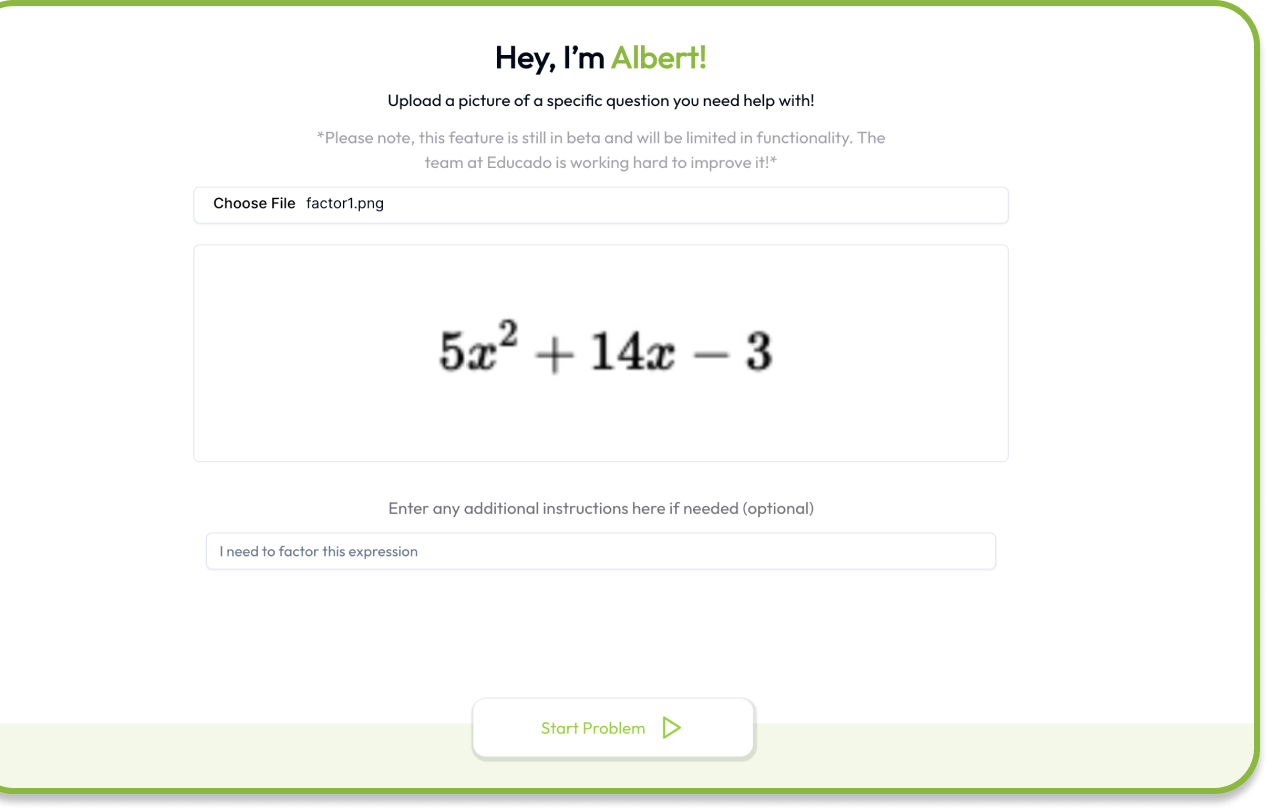 Hey, I’m Albert!
Upload a picture of a specific question you need help with!
*Please note, this feature is still in beta and will be limited in functionality. The
team at Educado is working hard to improve it!*
Choose File factor1.png
5x² + 14x − 3
Enter any additional instructions here if needed (optional)
I need to factor this expression
Start Problem